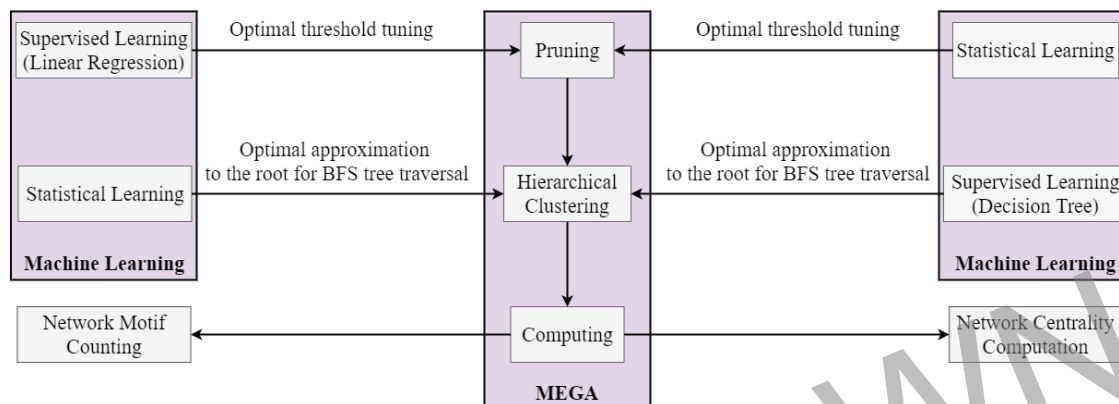 Supervised Learning
(Linear Regression)
Optimal threshold tuning
Pruning
Optimal threshold tuning
Statistical Learning
Statistical Learning
Optimal approximation
to the root for BFS tree traversal
Hierarchical
Clustering
Optimal approximation
to the root for BFS tree traversal
Supervised Learning
(Decision Tree)
Machine Learning
Machine Learning
Network Motif
Counting
Computing
Network Centrality
Computation
MEGA
WN